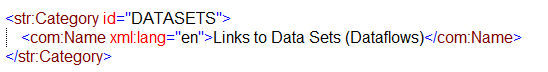 <str:Category id="DATASETS">
<com:Name xml:lang="en">Links to Data Sets (Dataflows)</com:Name>
</str:Category>